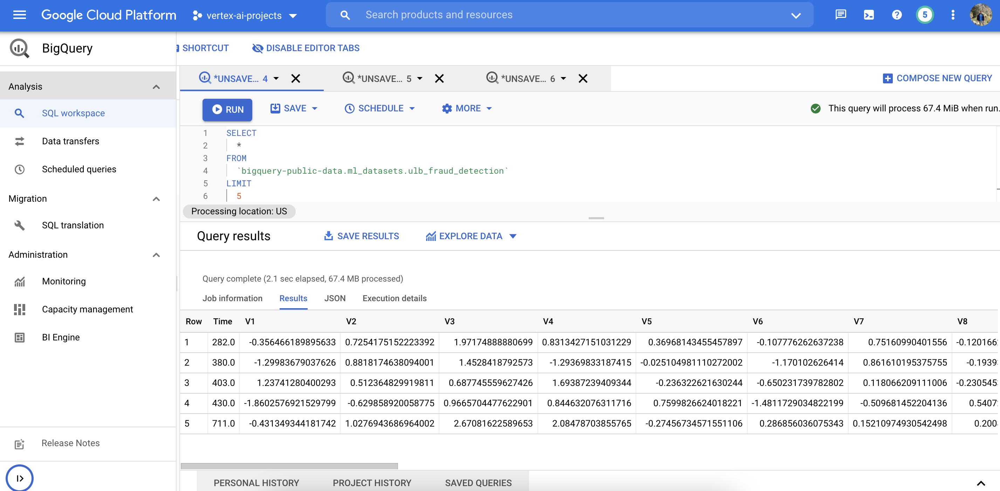 Google Cloud Platform
vertex-ai-projects
Search products and resources
5
BigQuery
SHORTCUT
DISABLE EDITOR TABS
Analysis
SQL workspace
Data transfers
Scheduled queries
Migration
SQL translation
Administration
Monitoring
Capacity management
BI Engine
Release Notes
*UNSAVE... 4
*UNSAVE... 5
*UNSAVE... 6
COMPOSE NEW QUERY
RUN
SAVE
SCHEDULE
MORE
This query will process 67.4 MiB when run.
1 SELECT
2 *
3 FROM
4 `bigquery-public-data.ml_datasets.ulb_fraud_detection`
5 LIMIT
6 5
Processing location: US
Query results
SAVE RESULTS
EXPLORE DATA
Query complete (2.1 sec elapsed, 67.4 MB processed)
Job information Results JSON Execution details
Row Time V1 V2 V3 V4 V5 V6 V7 V8
1 282.0 -0.356466189895633 0.7254175152223392 1.97174888880699 0.8313427151031229 0.36968143455457897 -0.107776262637238 0.75160990401556 -0.120166
2 380.0 -1.29983679037626 0.8818174638094001 1.4528418792573 -1.29369833187415 -0.025104981110272002 -1.170102626414 0.861610195375755 -0.1939
3 403.0 1.23741280400293 0.512364829919811 0.687745559627426 1.69387239409344 -0.236322621630244 -0.650231739782802 0.118066209111006 -0.230545
4 430.0 -1.8602576921529799 -0.629858920058775 0.9665704477622901 0.844632076311716 0.7599826624018221 -1.4811729034822199 -0.509681452204136 0.540
5 711.0 -0.431349344181742 1.0276943686964002 2.67081622589653 2.08478703855765 -0.27456734571551106 0.286856036075343 0.15210974930542498 0.200
PERSONAL HISTORY PROJECT HISTORY SAVED QUERIES